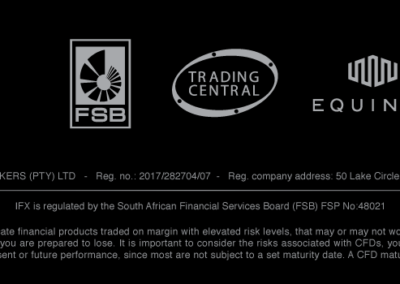 FSB
TRADING
CENTRAL
EQUIN
KERS (PTY) LTD - Reg. no.: 2017/282704/07 - Reg. company address: 50 Lake Circle
IFX is regulated by the South African Financial Services Board (FSB) FSP No:48021
ate financial products traded on margin with elevated risk levels, that may or may not wo
you are prepared to lose. It is important to consider the risks associated with CFDs, you
sent or future performance, since most are not subject to a set maturity date. A CFD matu